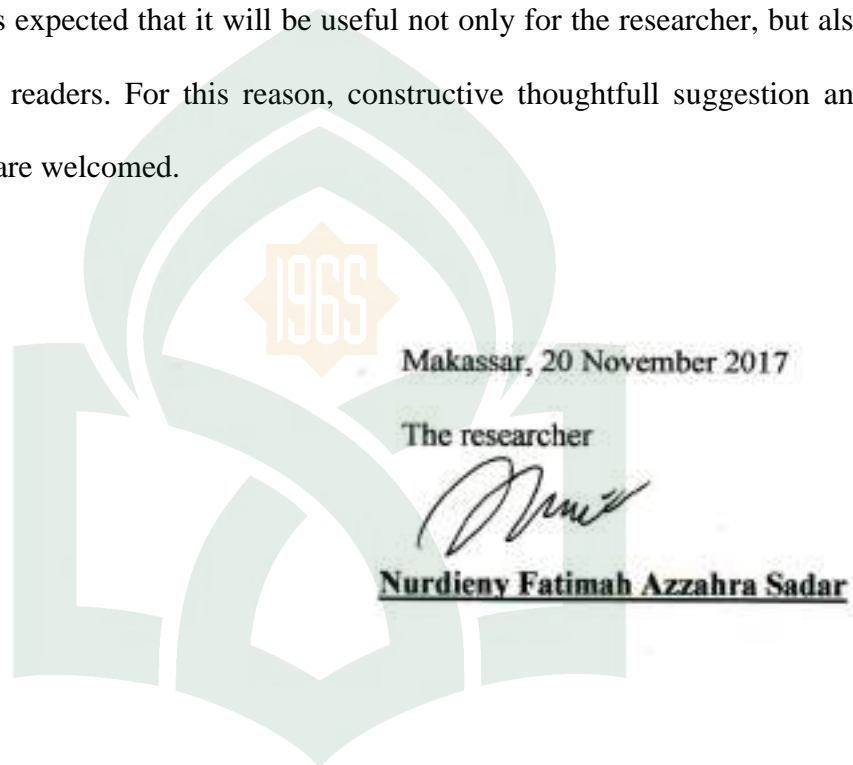 s expected that it will be useful not only for the researcher, but als
readers. For this reason, constructive thoughtfull suggestion an
are welcomed.
1965
Makassar, 20 November 2017
The researcher
Nurdieny Fatimah Azzahra Sadar